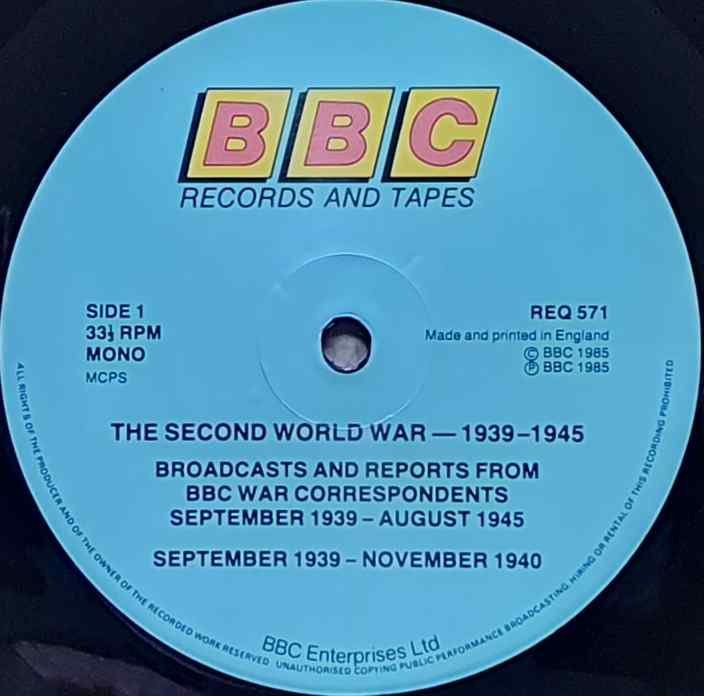 BBC
RECORDS AND TAPES
SIDE 1
33⅓ RPM
MONO
MCPS
REQ 571
Made and printed in England
© BBC 1985
℗ BBC 1985
THE SECOND WORLD WAR — 1939–1945
BROADCASTS AND REPORTS FROM
BBC WAR CORRESPONDENTS
SEPTEMBER 1939 – AUGUST 1945
SEPTEMBER 1939 – NOVEMBER 1940
BBC Enterprises Ltd
ALL RIGHTS OF THE PRODUCER AND OF THE OWNER OF THE RECORDED WORK RESERVED UNAUTHORISED COPYING PUBLIC PERFORMANCE BROADCASTING, HIRING OR RENTAL OF THIS RECORDING PROHIBITED